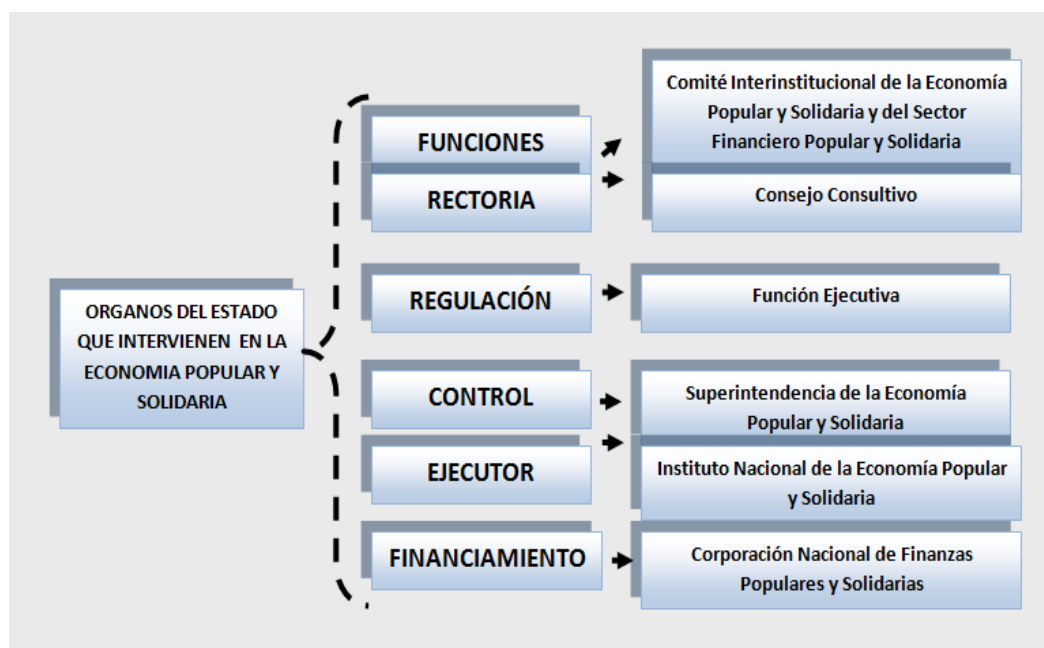 ORGANOS DEL ESTADO
QUE INTERVIENEN EN LA
ECONOMIA POPULAR Y
SOLIDARIA
FUNCIONES
RECTORIA
Comité Interinstitucional de la Economía
Popular y Solidaria y del Sector
Financiero Popular y Solidaria
Consejo Consultivo
REGULACIÓN
Función Ejecutiva
CONTROL
Superintendencia de la Economía
Popular y Solidaria
EJECUTOR
Instituto Nacional de la Economía Popular
y Solidaria
FINANCIAMIENTO
Corporación Nacional de Finanzas
Populares y Solidarias